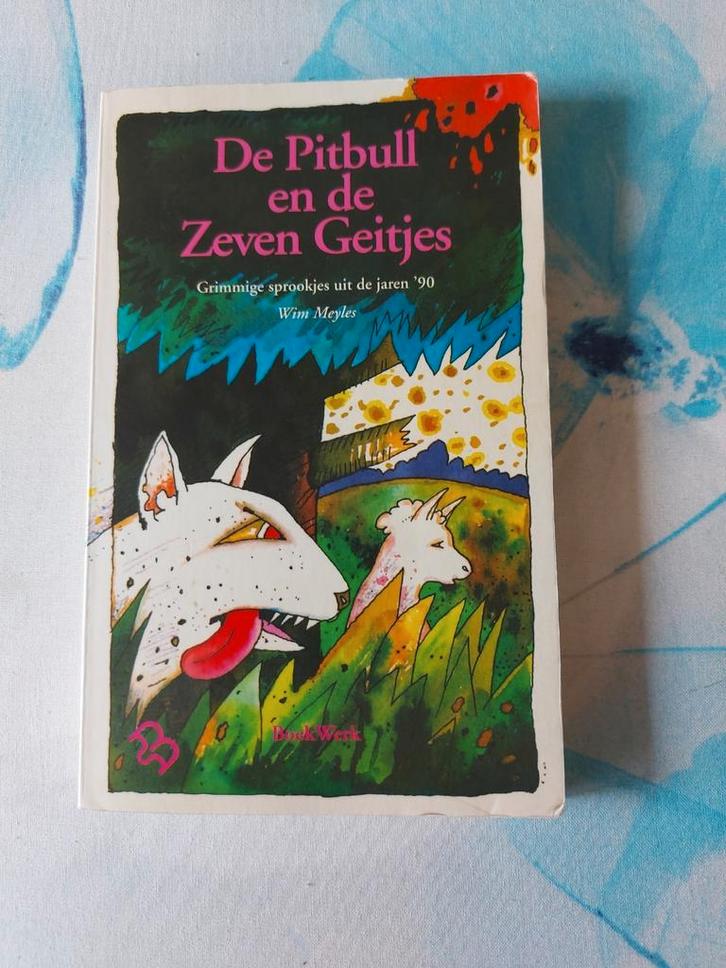 De Pitbull
en de
Zeven Geitjes
Grimmige sprookjes uit de jaren '90
Wim Meyles
BoekWerk